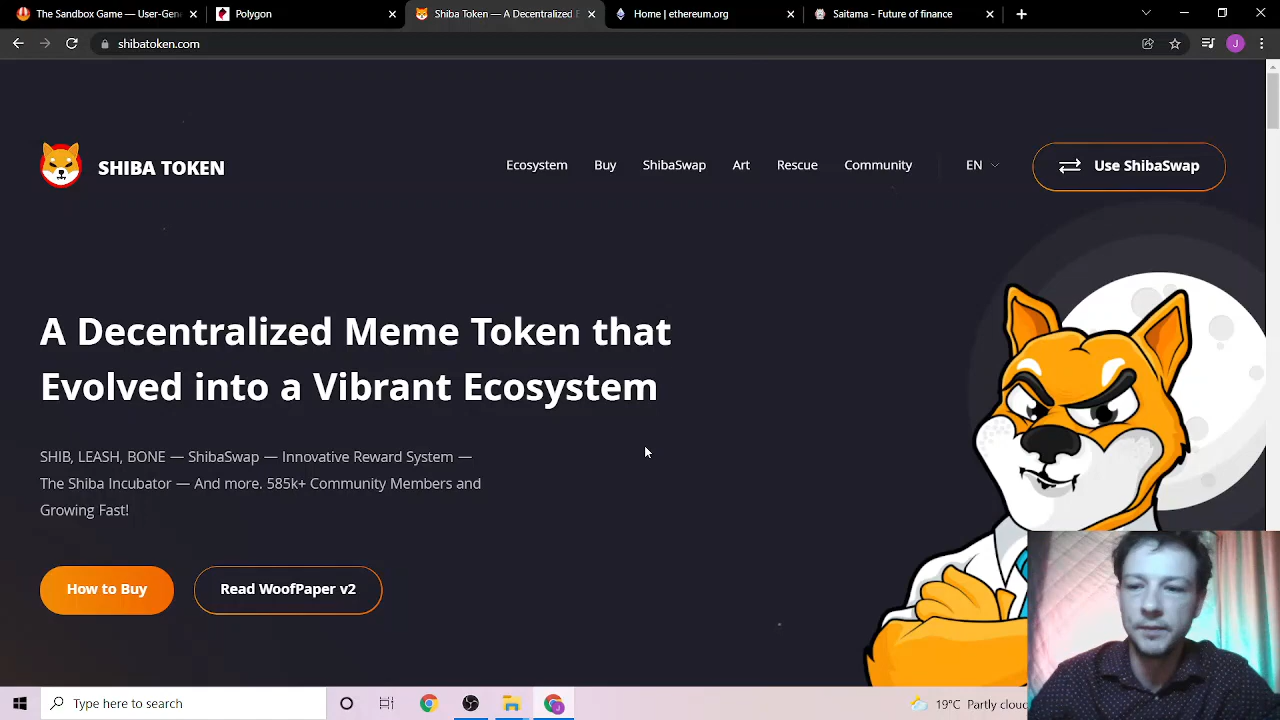 The Sandbox Game — User-Gen
Polygon
Shiba Token — A Decentralized E
Home | ethereum.org
Saitama - Future of finance
shibatoken.com
J
SHIBA TOKEN
Ecosystem
Buy
ShibaSwap
Art
Rescue
Community
EN
Use ShibaSwap
A Decentralized Meme Token that
Evolved into a Vibrant Ecosystem
SHIB, LEASH, BONE — ShibaSwap — Innovative Reward System —
The Shiba Incubator — And more. 585k+ Community Members and
Growing Fast!
How to Buy
Read WoofPaper v2
Type here to search
19°C Partly cloud